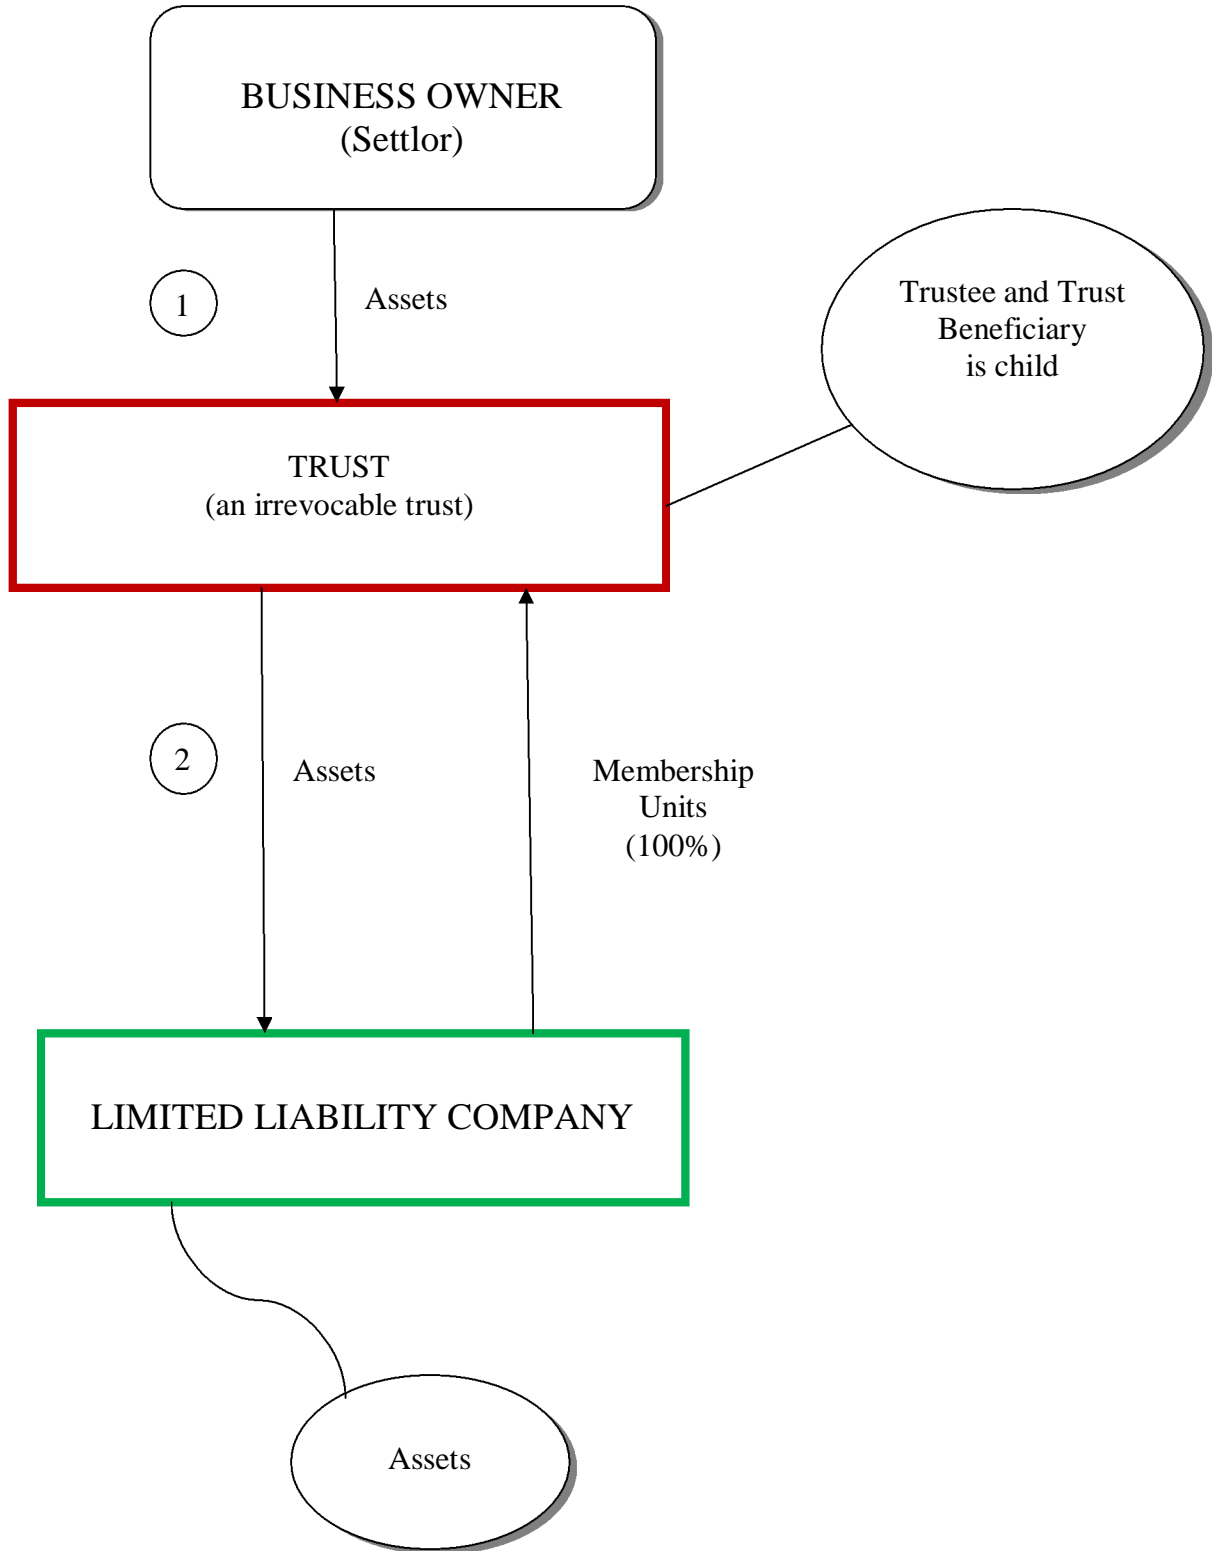 BUSINESS OWNER
(Settlor)
1
Assets
Trustee and Trust
Beneficiary
is child
TRUST
(an irrevocable trust)
2
Assets
Membership
Units
(100%)
LIMITED LIABILITY COMPANY
Assets